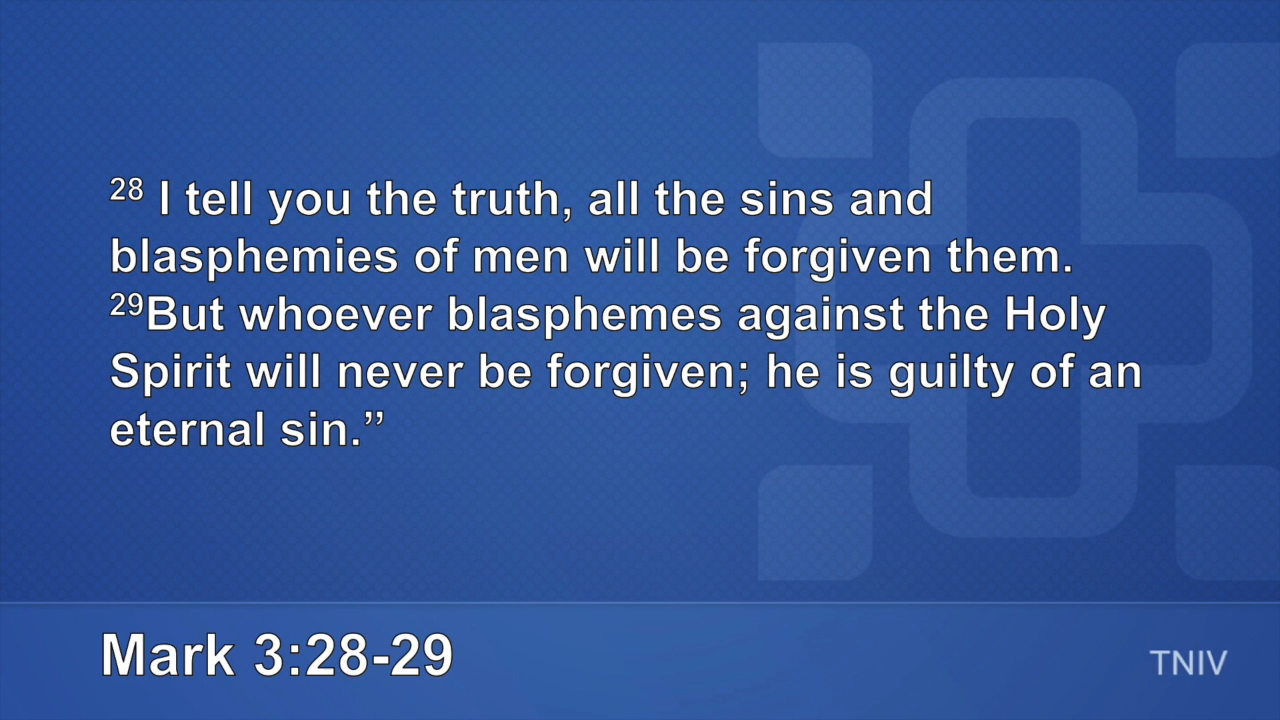 28 I tell you the truth, all the sins and
blasphemies of men will be forgiven them.
29But whoever blasphemes against the Holy
Spirit will never be forgiven; he is guilty of an
eternal sin.”
Mark 3:28-29
TNIV